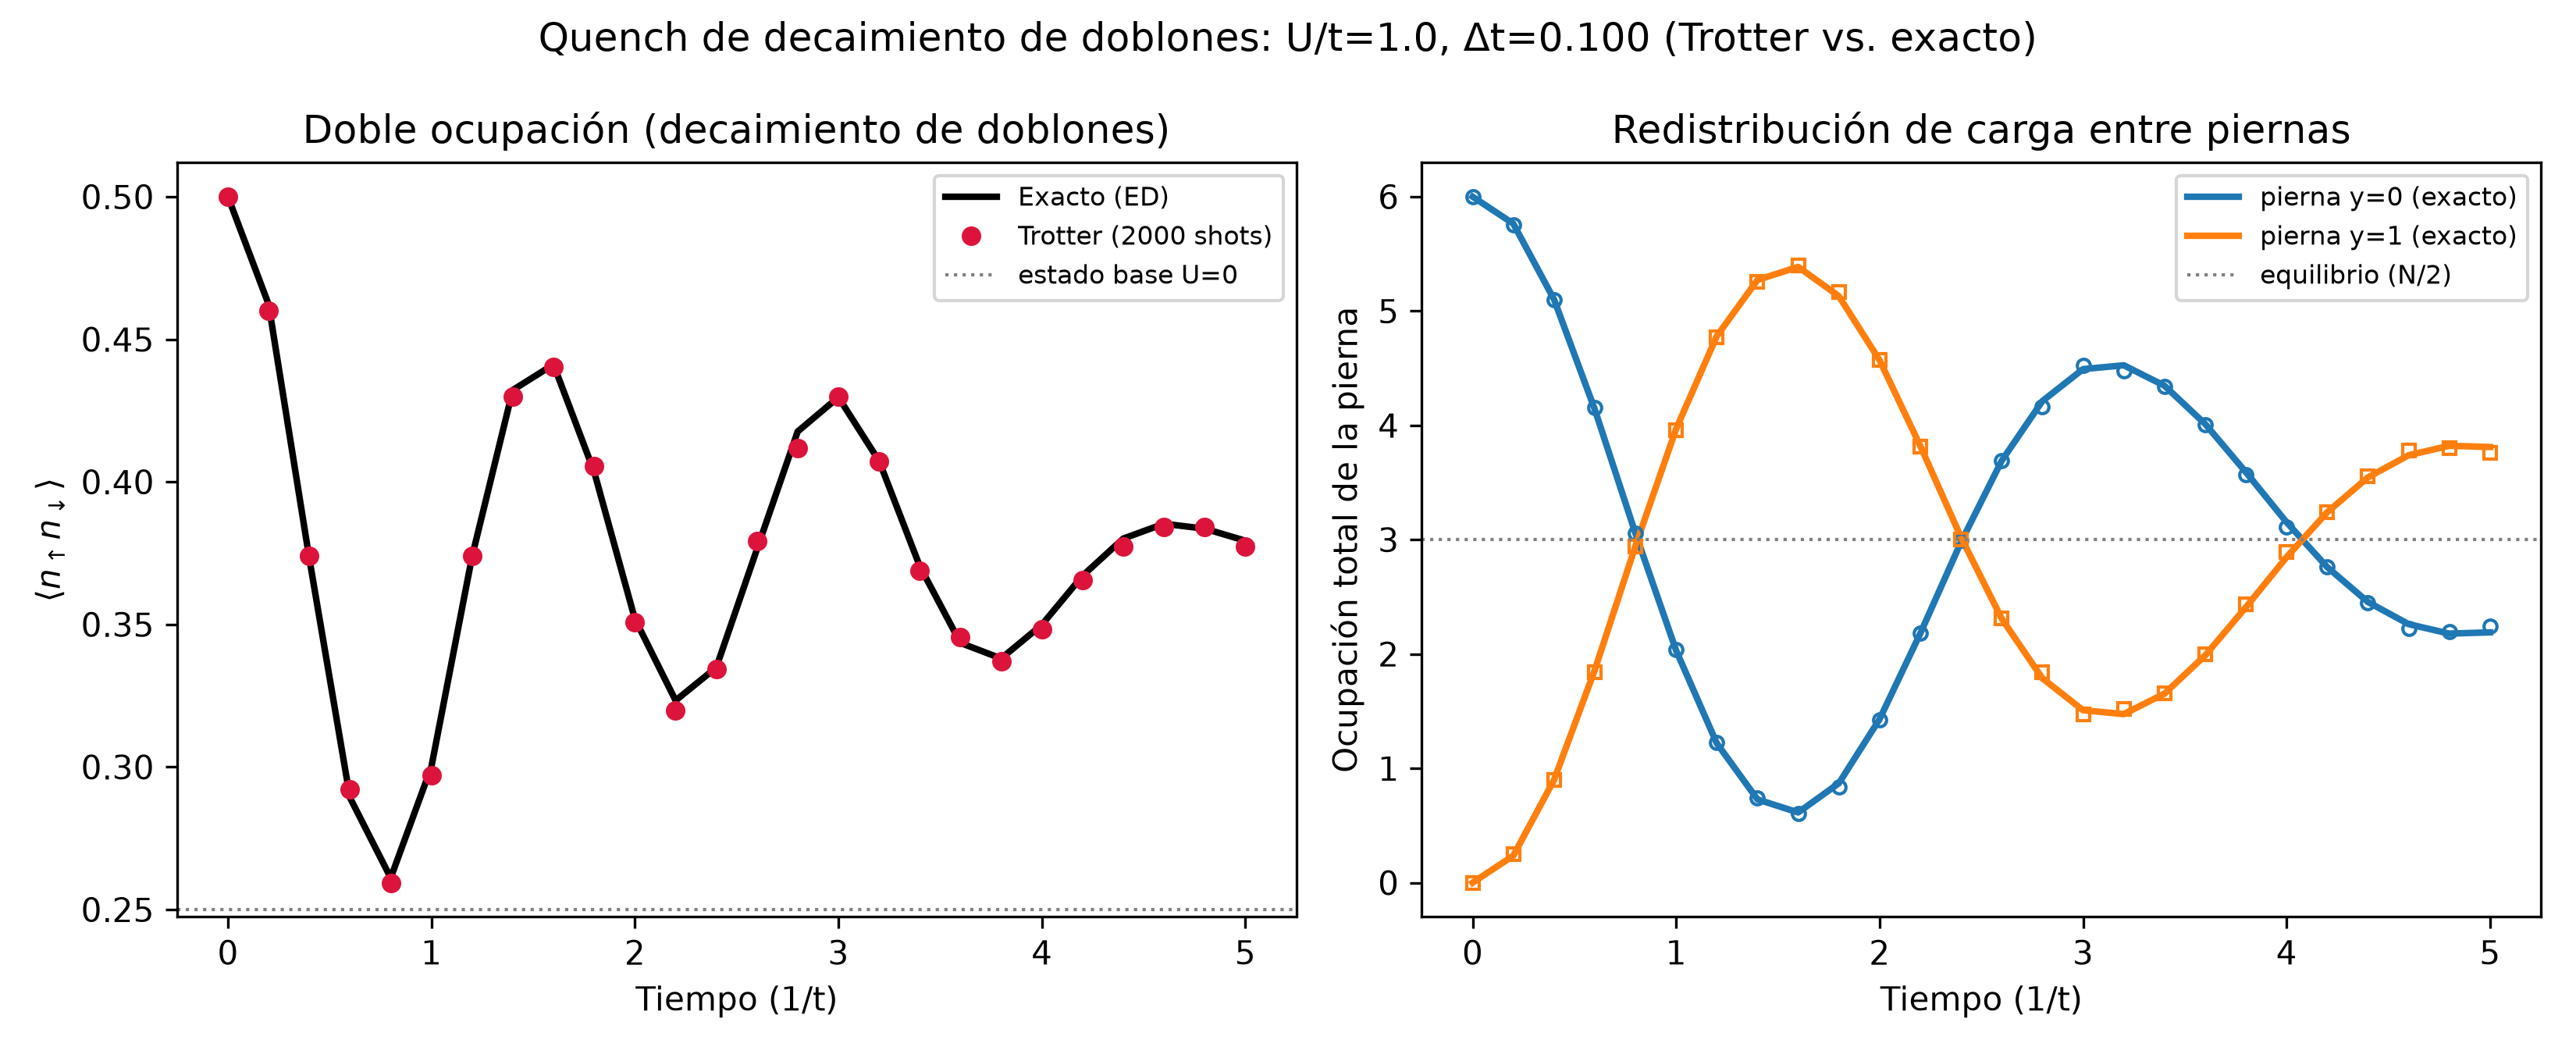 Quench de decaimiento de doblones: U/t=1.0, Δt=0.100 (Trotter vs. exacto)
Doble ocupación (decaimiento de doblones)
⟨n↑n↓⟩
0.50
0.45
0.40
0.35
0.30
0.25
Exacto (ED)
Trotter (2000 shots)
estado base U=0
0 1 2 3 4 5
Tiempo (1/t)
Redistribución de carga entre piernas
Ocupación total de la pierna
6
5
4
3
2
1
0
pierna y=0 (exacto)
pierna y=1 (exacto)
equilibrio (N/2)
0 1 2 3 4 5
Tiempo (1/t)